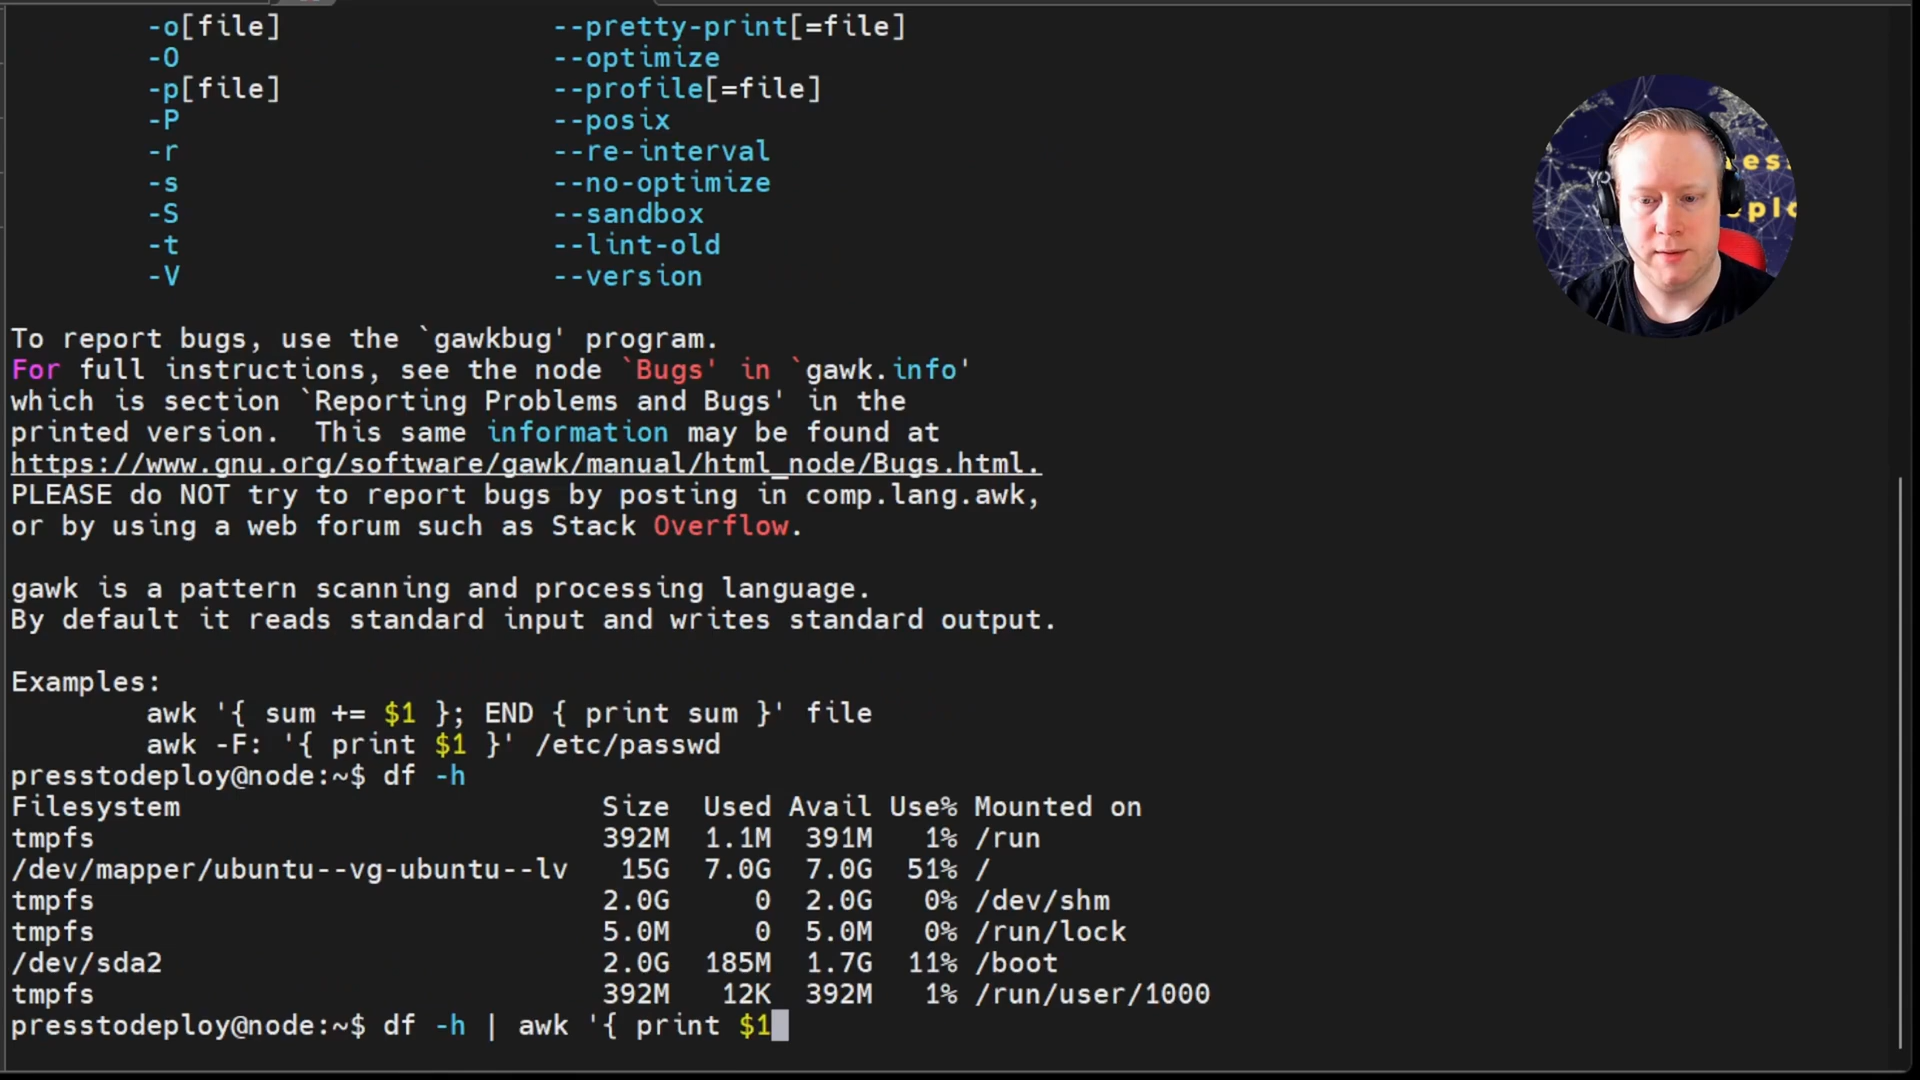 -o[file] --pretty-print[=file]
-O --optimize
-p[file] --profile[=file]
-P --posix
-r --re-interval
-s --no-optimize
-S --sandbox
-t --lint-old
-V --version
To report bugs, use the `gawkbug' program.
For full instructions, see the node `Bugs' in `gawk.info'
which is section `Reporting Problems and Bugs' in the
printed version.  This same information may be found at
https://www.gnu.org/software/gawk/manual/html_node/Bugs.html.
PLEASE do NOT try to report bugs by posting in comp.lang.awk,
or by using a web forum such as Stack Overflow.
gawk is a pattern scanning and processing language.
By default it reads standard input and writes standard output.
Examples:
awk '{ sum += $1 }; END { print sum }' file
awk -F: '{ print $1 }' /etc/passwd
presstodeploy@node:~$ df -h
Filesystem Size Used Avail Use% Mounted on
tmpfs 392M 1.1M 391M 1% /run
/dev/mapper/ubuntu--vg-ubuntu--lv 15G 7.0G 7.0G 51% /
tmpfs 2.0G 0 2.0G 0% /dev/shm
tmpfs 5.0M 0 5.0M 0% /run/lock
/dev/sda2 2.0G 185M 1.7G 11% /boot
tmpfs 392M 12K 392M 1% /run/user/1000
presstodeploy@node:~$ df -h | awk '{ print $1